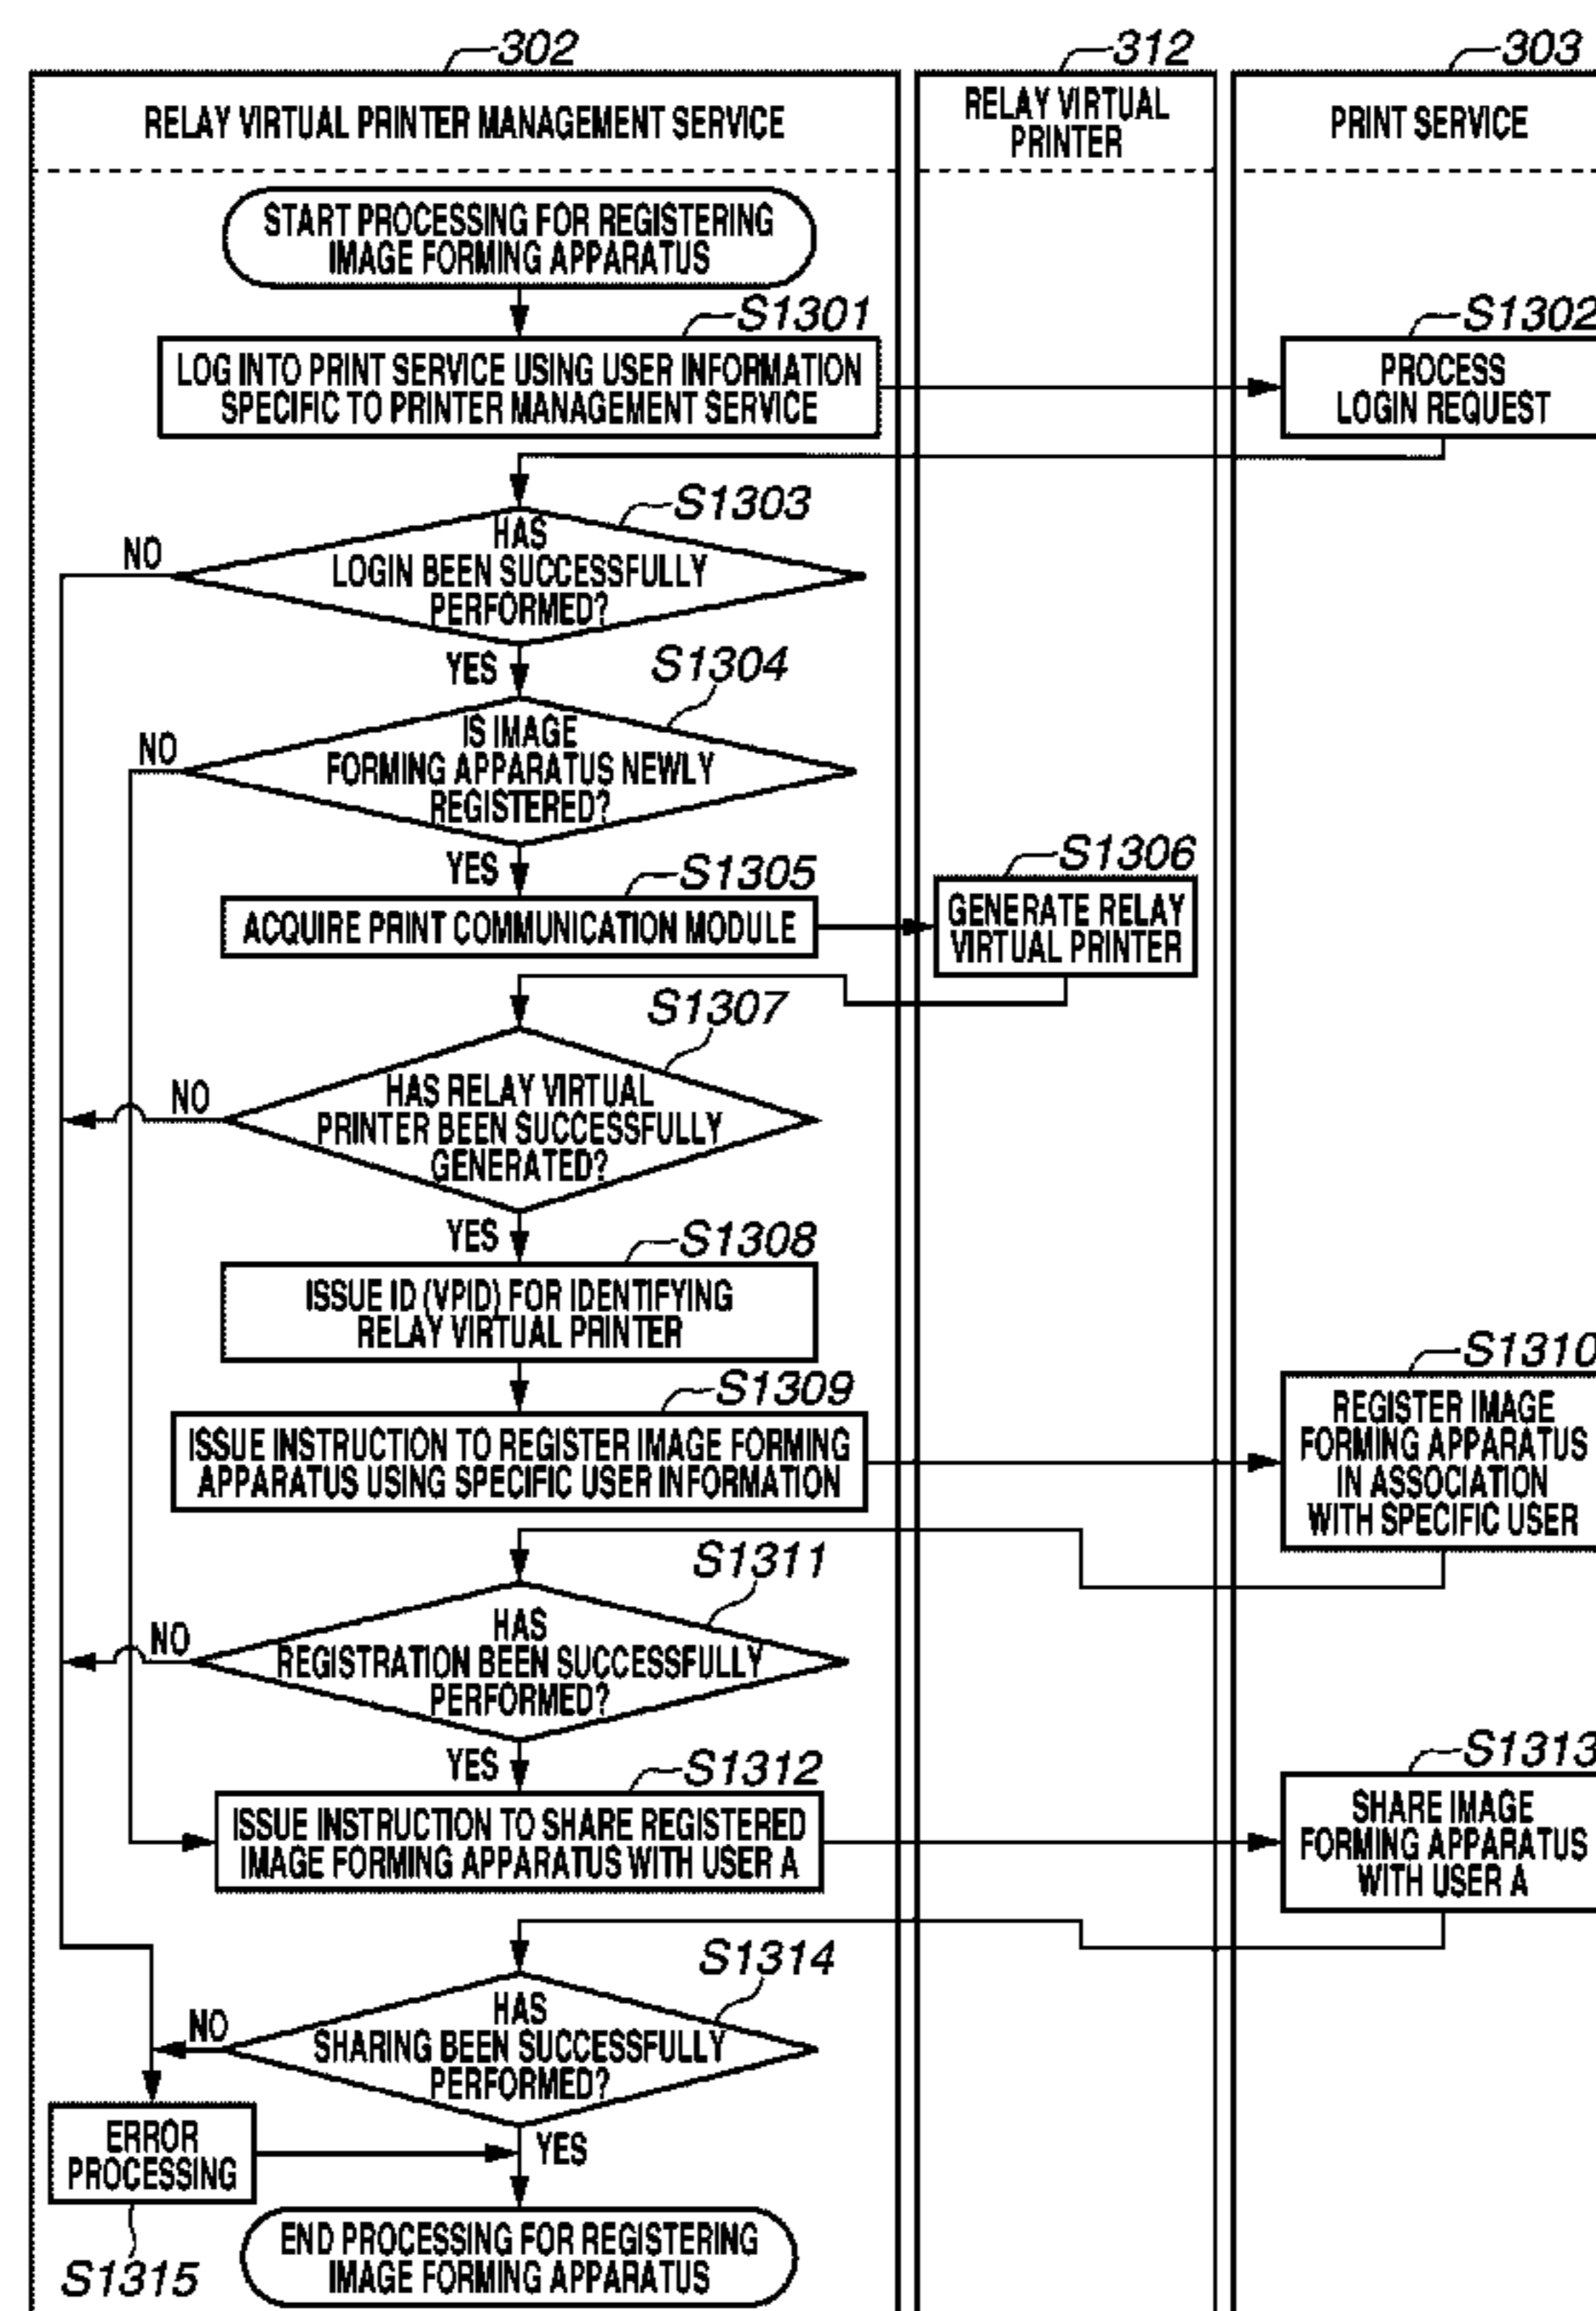 302
312
303
RELAY VIRTUAL PRINTER MANAGEMENT SERVICE
RELAY VIRTUAL
PRINTER
PRINT SERVICE
START PROCESSING FOR REGISTERING
IMAGE FORMING APPARATUS
S1301
LOG INTO PRINT SERVICE USING USER INFORMATION
SPECIFIC TO PRINTER MANAGEMENT SERVICE
S1302
PROCESS
LOGIN REQUEST
S1303
HAS
LOGIN BEEN SUCCESSFULLY
PERFORMED?
NO
YES
S1304
IS IMAGE
FORMING APPARATUS NEWLY
REGISTERED?
NO
YES
S1305
ACQUIRE PRINT COMMUNICATION MODULE
S1306
GENERATE RELAY
VIRTUAL PRINTER
S1307
HAS RELAY VIRTUAL
PRINTER BEEN SUCCESSFULLY
GENERATED?
NO
YES
S1308
ISSUE ID (VPID) FOR IDENTIFYING
RELAY VIRTUAL PRINTER
S1309
ISSUE INSTRUCTION TO REGISTER IMAGE FORMING
APPARATUS USING SPECIFIC USER INFORMATION
S1310
REGISTER IMAGE
FORMING APPARATUS
IN ASSOCIATION
WITH SPECIFIC USER
S1311
HAS
REGISTRATION BEEN SUCCESSFULLY
PERFORMED?
NO
YES
S1312
ISSUE INSTRUCTION TO SHARE REGISTERED
IMAGE FORMING APPARATUS WITH USER A
S1313
SHARE IMAGE
FORMING APPARATUS
WITH USER A
S1314
HAS
SHARING BEEN SUCCESSFULLY
PERFORMED?
NO
YES
ERROR
PROCESSING
S1315
END PROCESSING FOR REGISTERING
IMAGE FORMING APPARATUS